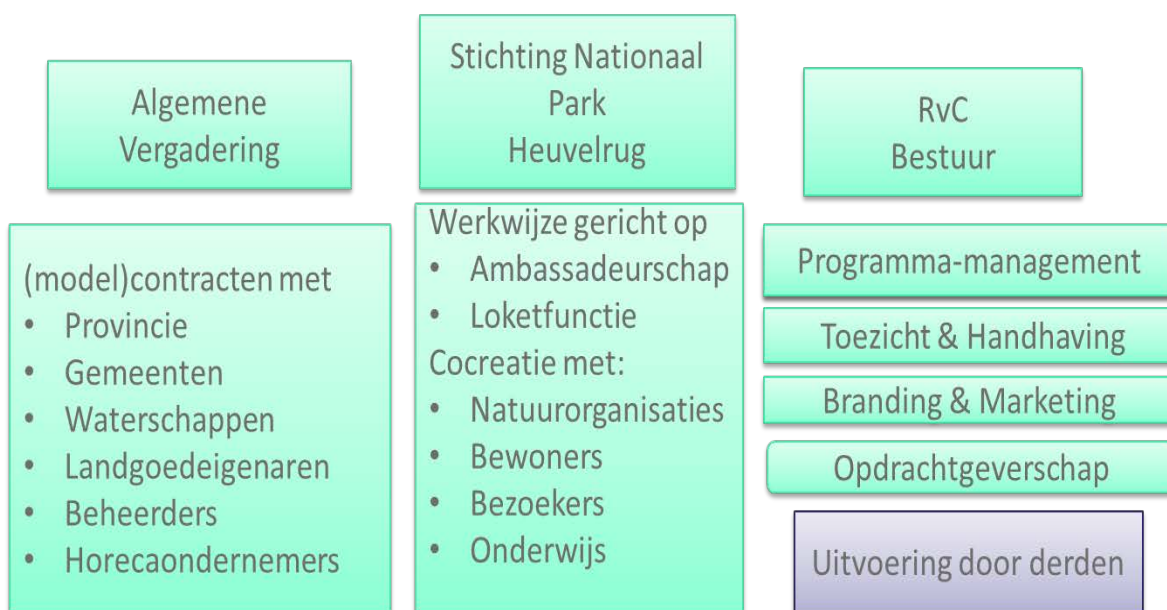 Algemene
Vergadering
Stichting Nationaal
Park
Heuvelrug
RvC
Bestuur
(model)contracten met
• Provincie
• Gemeenten
• Waterschappen
• Landgoedeigenaren
• Beheerders
• Horecaondernemers
Werkwijze gericht op
• Ambassadeurschap
• Loketfunctie
Cocreatie met:
• Natuurorganisaties
• Bewoners
• Bezoekers
• Onderwijs
Programma-management
Toezicht & Handhaving
Branding & Marketing
Opdrachtgeverschap
Uitvoering door derden